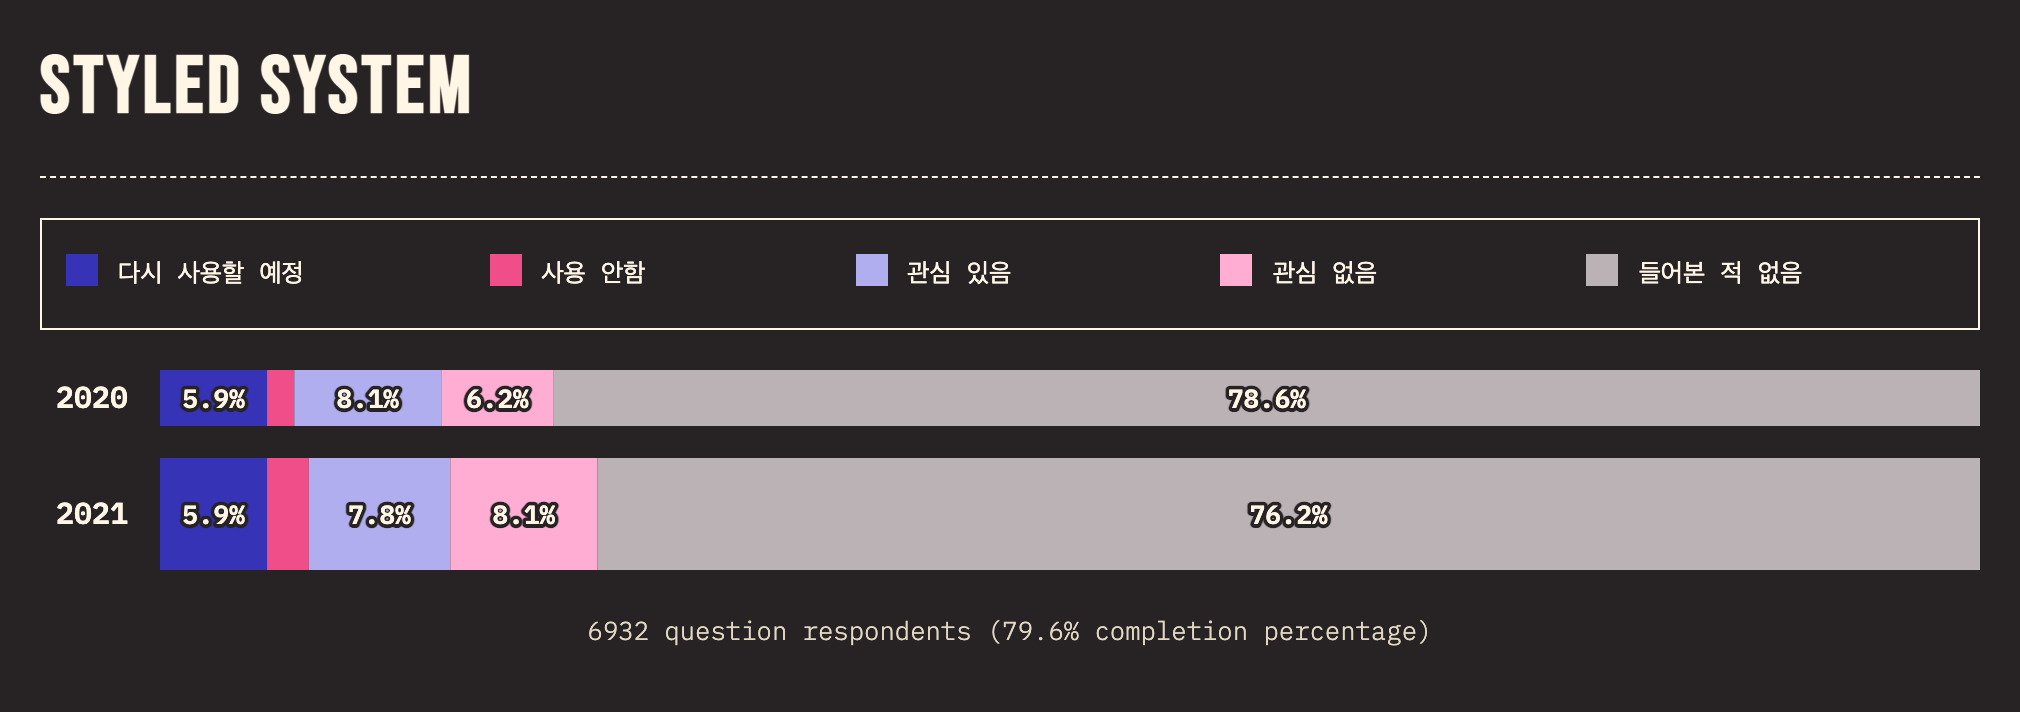 STYLED SYSTEM
다시 사용할 예정 사용 안함 관심 있음 관심 없음 들어본 적 없음
2020 5.9% 8.1% 6.2% 78.6%
2021 5.9% 7.8% 8.1% 76.2%
6932 question respondents (79.6% completion percentage)